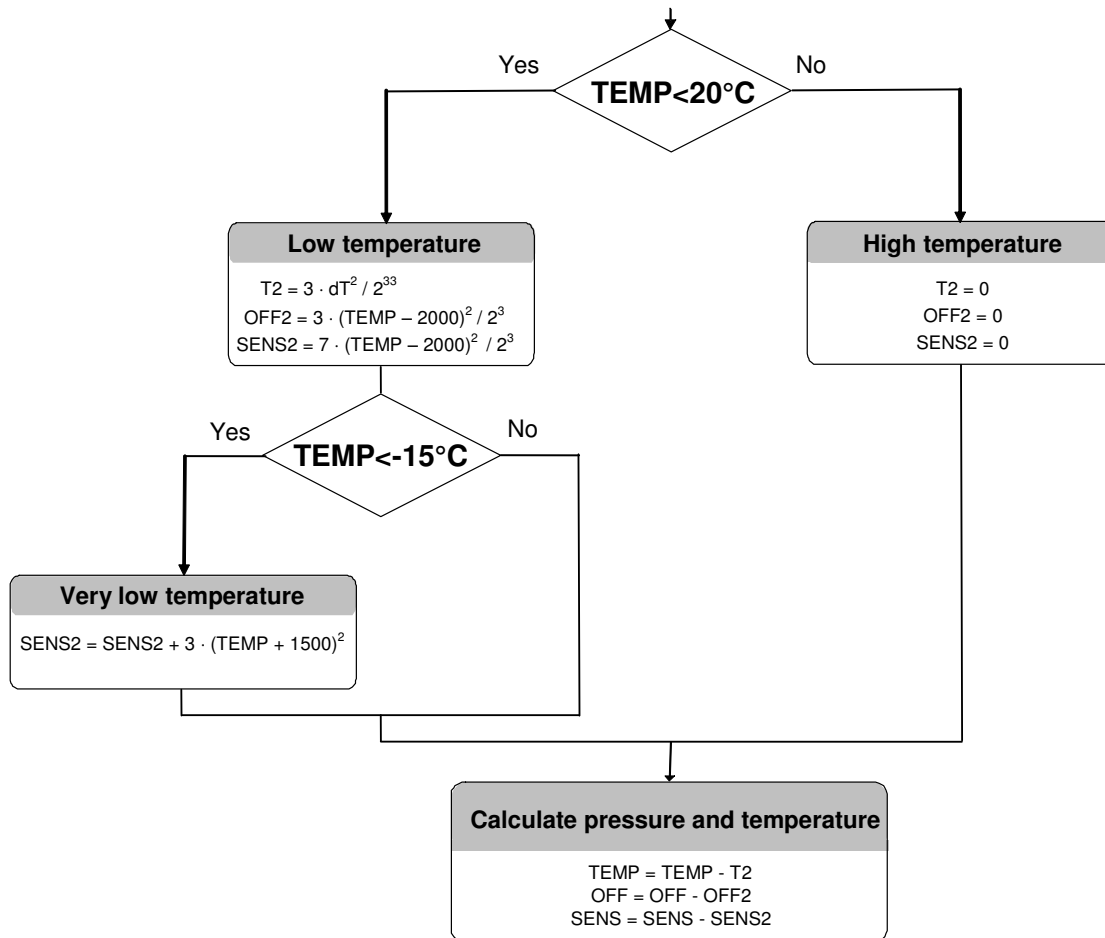 Yes
No
TEMP<20°C
Low temperature
T2 = 3 · dT² / 2³³
OFF2 = 3 · (TEMP – 2000)² / 2³
SENS2 = 7 · (TEMP – 2000)² / 2³
High temperature
T2 = 0
OFF2 = 0
SENS2 = 0
Yes
No
TEMP<-15°C
Very low temperature
SENS2 = SENS2 + 3 · (TEMP + 1500)²
Calculate pressure and temperature
TEMP = TEMP - T2
OFF = OFF - OFF2
SENS = SENS - SENS2